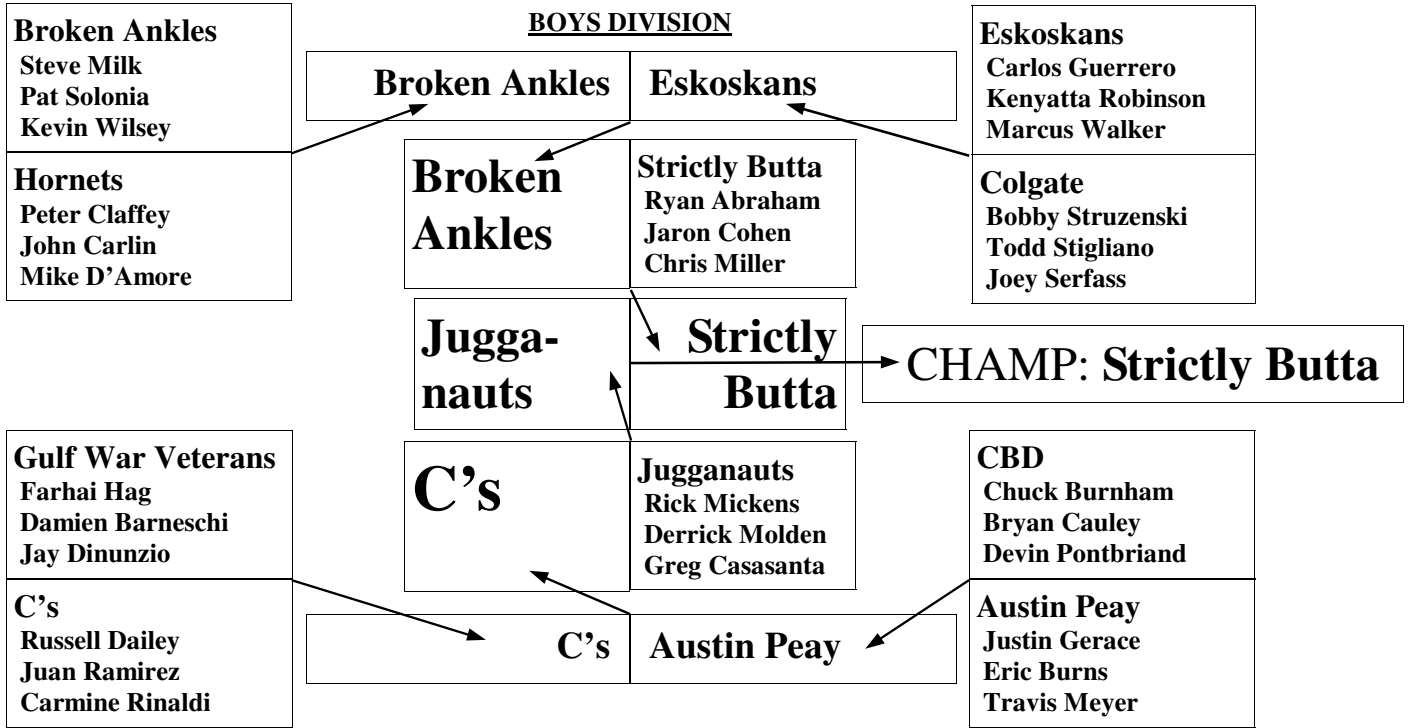 BOYS DIVISION
Broken Ankles
Steve Milk
Pat Solonia
Kevin Wilsey
Hornets
Peter Claffey
John Carlin
Mike D’Amore
Broken Ankles
Eskoskans
Eskoskans
Carlos Guerrero
Kenyatta Robinson
Marcus Walker
Colgate
Bobby Struzenski
Todd Stigliano
Joey Serfass
Broken
Ankles
Strictly Butta
Ryan Abraham
Jaron Cohen
Chris Miller
Jugga-
nauts
Strictly
Butta
CHAMP: Strictly Butta
Gulf War Veterans
Farhai Hag
Damien Barneschi
Jay Dinunzio
C’s
Russell Dailey
Juan Ramirez
Carmine Rinaldi
C’s
Jugganauts
Rick Mickens
Derrick Molden
Greg Casasanta
C’s
Austin Peay
CBD
Chuck Burnham
Bryan Cauley
Devin Pontbriand
Austin Peay
Justin Gerace
Eric Burns
Travis Meyer